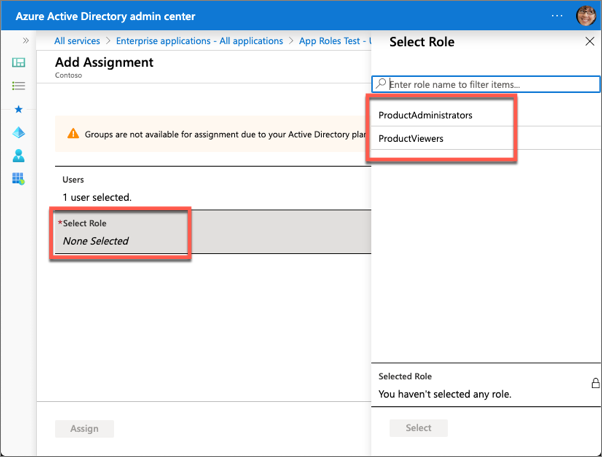 Azure Active Directory admin center
All services > Enterprise applications - All applications > App Roles Test - U
Add Assignment
Contoso
Groups are not available for assignment due to your Active Directory plan
Users
1 user selected.
*Select Role
None Selected
Assign
Select Role
Enter role name to filter items...
ProductAdministrators
ProductViewers
Selected Role
You haven't selected any role.
Select